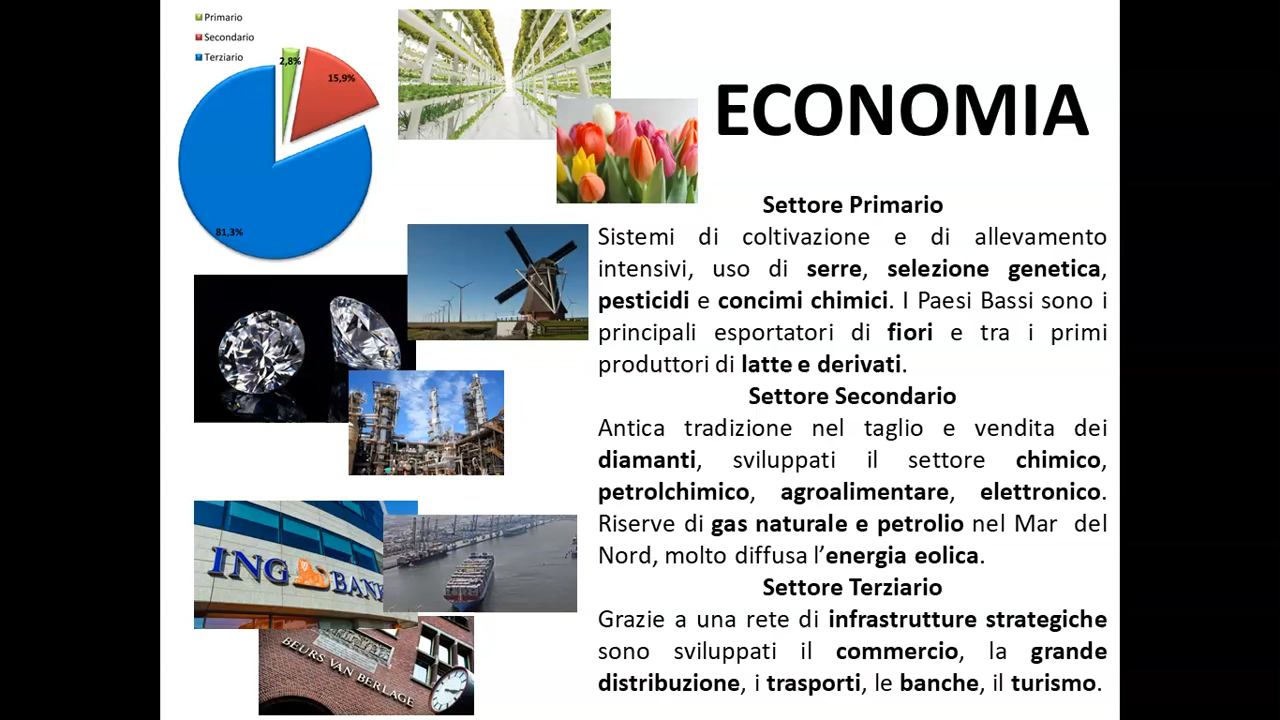 Primario
Secondario
Terziario
2,8%
15,9%
81,3%
ECONOMIA
Settore Primario
Sistemi di coltivazione e di allevamento
intensivi, uso di serre, selezione genetica,
pesticidi e concimi chimici. I Paesi Bassi sono i
principali esportatori di fiori e tra i primi
produttori di latte e derivati.
Settore Secondario
Antica tradizione nel taglio e vendita dei
diamanti, sviluppati il settore chimico,
petrolchimico, agroalimentare, elettronico.
Riserve di gas naturale e petrolio nel Mar del
Nord, molto diffusa l’energia eolica.
Settore Terziario
Grazie a una rete di infrastrutture strategiche
sono sviluppati il commercio, la grande
distribuzione, i trasporti, le banche, il turismo.
ING BANK
BEURS VAN BERLAGE